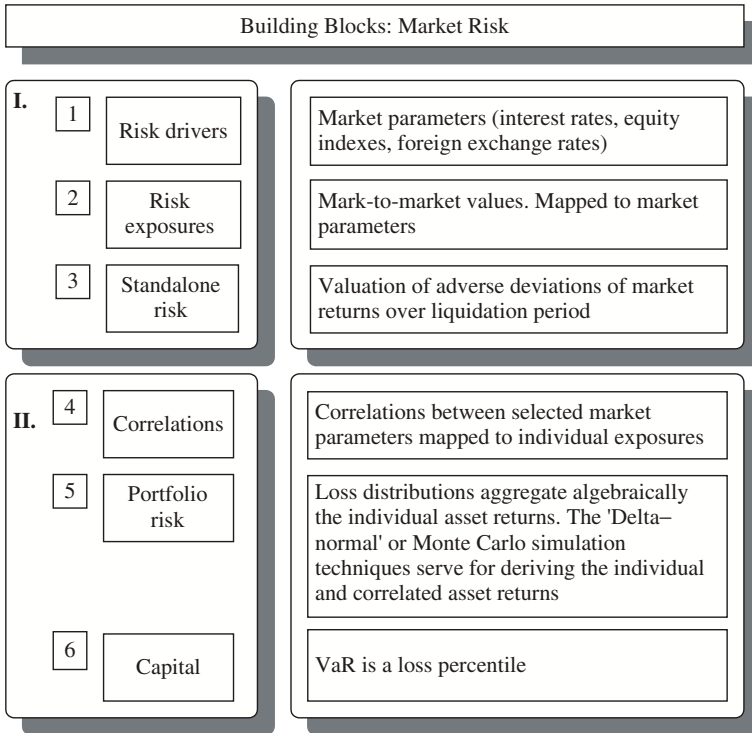 Building Blocks: Market Risk
I.
1
Risk drivers
Market parameters (interest rates, equity
indexes, foreign exchange rates)
2
Risk
exposures
Mark-to-market values. Mapped to market
parameters
3
Standalone
risk
Valuation of adverse deviations of market
returns over liquidation period
II.
4
Correlations
Correlations between selected market
parameters mapped to individual exposures
5
Portfolio
risk
Loss distributions aggregate algebraically
the individual asset returns. The 'Delta–
normal' or Monte Carlo simulation
techniques serve for deriving the individual
and correlated asset returns
6
Capital
VaR is a loss percentile